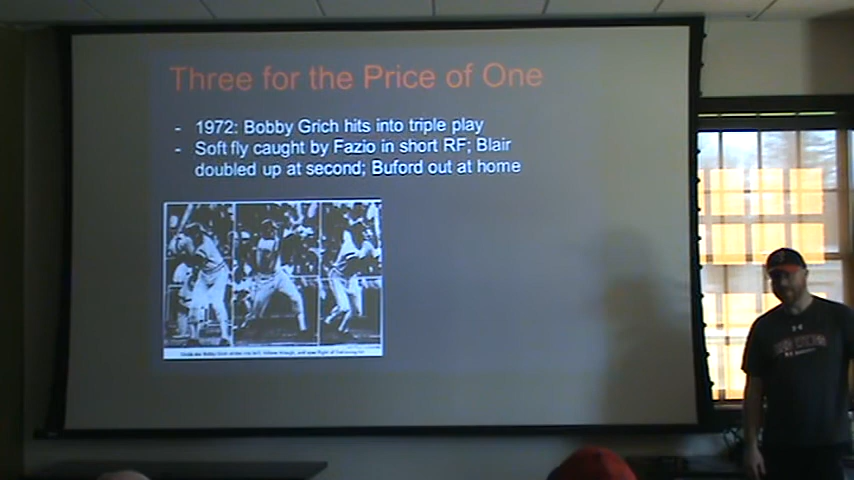 Three for the Price of One
- 1972: Bobby Grich hits into triple play
- Soft fly caught by Fazio in short RF; Blair
doubled up at second; Buford out at home